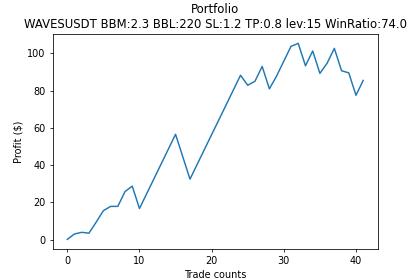 Portfolio
WAVESUSDT BBM:2.3 BBL:220 SL:1.2 TP:0.8 lev:15 WinRatio:74.0
Profit ($)
100
80
60
40
20
0
0 10 20 30 40
Trade counts